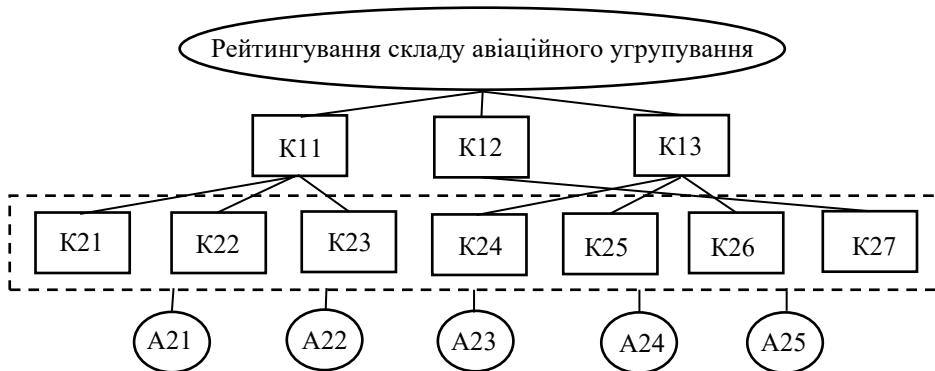 Рейтингування складу авіаційного угрупування
К11
К12
К13
К21
К22
К23
К24
К25
К26
К27
А21
А22
А23
А24
А25